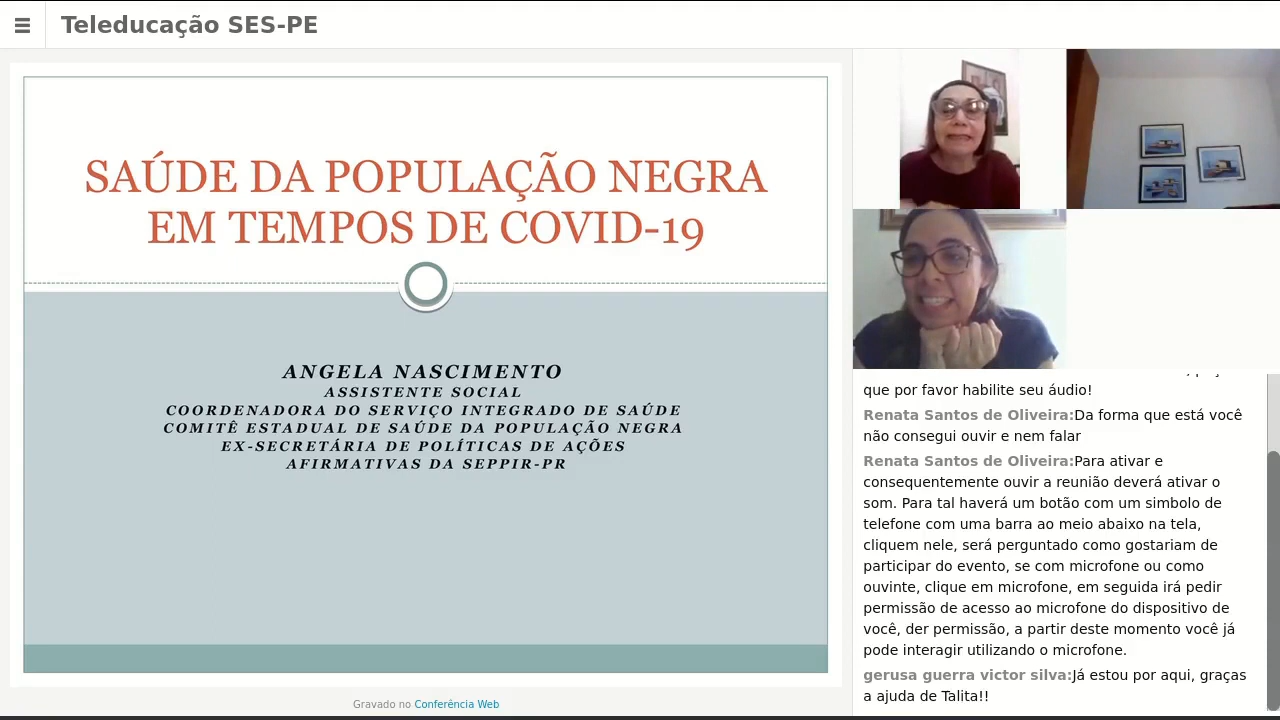 Teleducação SES-PE
SAÚDE DA POPULAÇÃO NEGRA
EM TEMPOS DE COVID-19
ANGELA NASCIMENTO
ASSISTENTE SOCIAL
COORDENADORA DO SERVIÇO INTEGRADO DE SAÚDE
COMITÊ ESTADUAL DE SAÚDE DA POPULAÇÃO NEGRA
EX-SECRETÁRIA DE POLÍTICAS DE AÇÕES
AFIRMATIVAS DA SEPPIR-PR
Gravado no Conferência Web
que por favor habilite seu áudio!
Renata Santos de Oliveira:Da forma que está você
não consegui ouvir e nem falar
Renata Santos de Oliveira:Para ativar e
consequentemente ouvir a reunião deverá ativar o
som. Para tal haverá um botão com um simbolo de
telefone com uma barra ao meio abaixo na tela,
cliquem nele, será perguntado como gostariam de
participar do evento, se com microfone ou como
ouvinte, clique em microfone, em seguida irá pedir
permissão de acesso ao microfone do dispositivo de
você, der permissão, a partir deste momento você já
pode interagir utilizando o microfone.
gerusa guerra victor silva:Já estou por aqui, graças
a ajuda de Talita!!